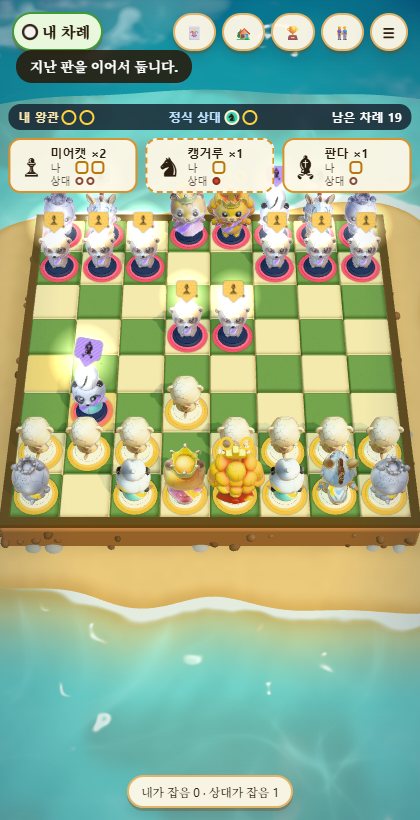 내 차례
지난 판을 이어서 둡니다.
내 왕관
정식 상대
남은 차례 19
미어캣 ×2
나
상대
캥거루 ×1
나
상대
판다 ×1
나
상대
내가 잡음 0 · 상대가 잡음 1